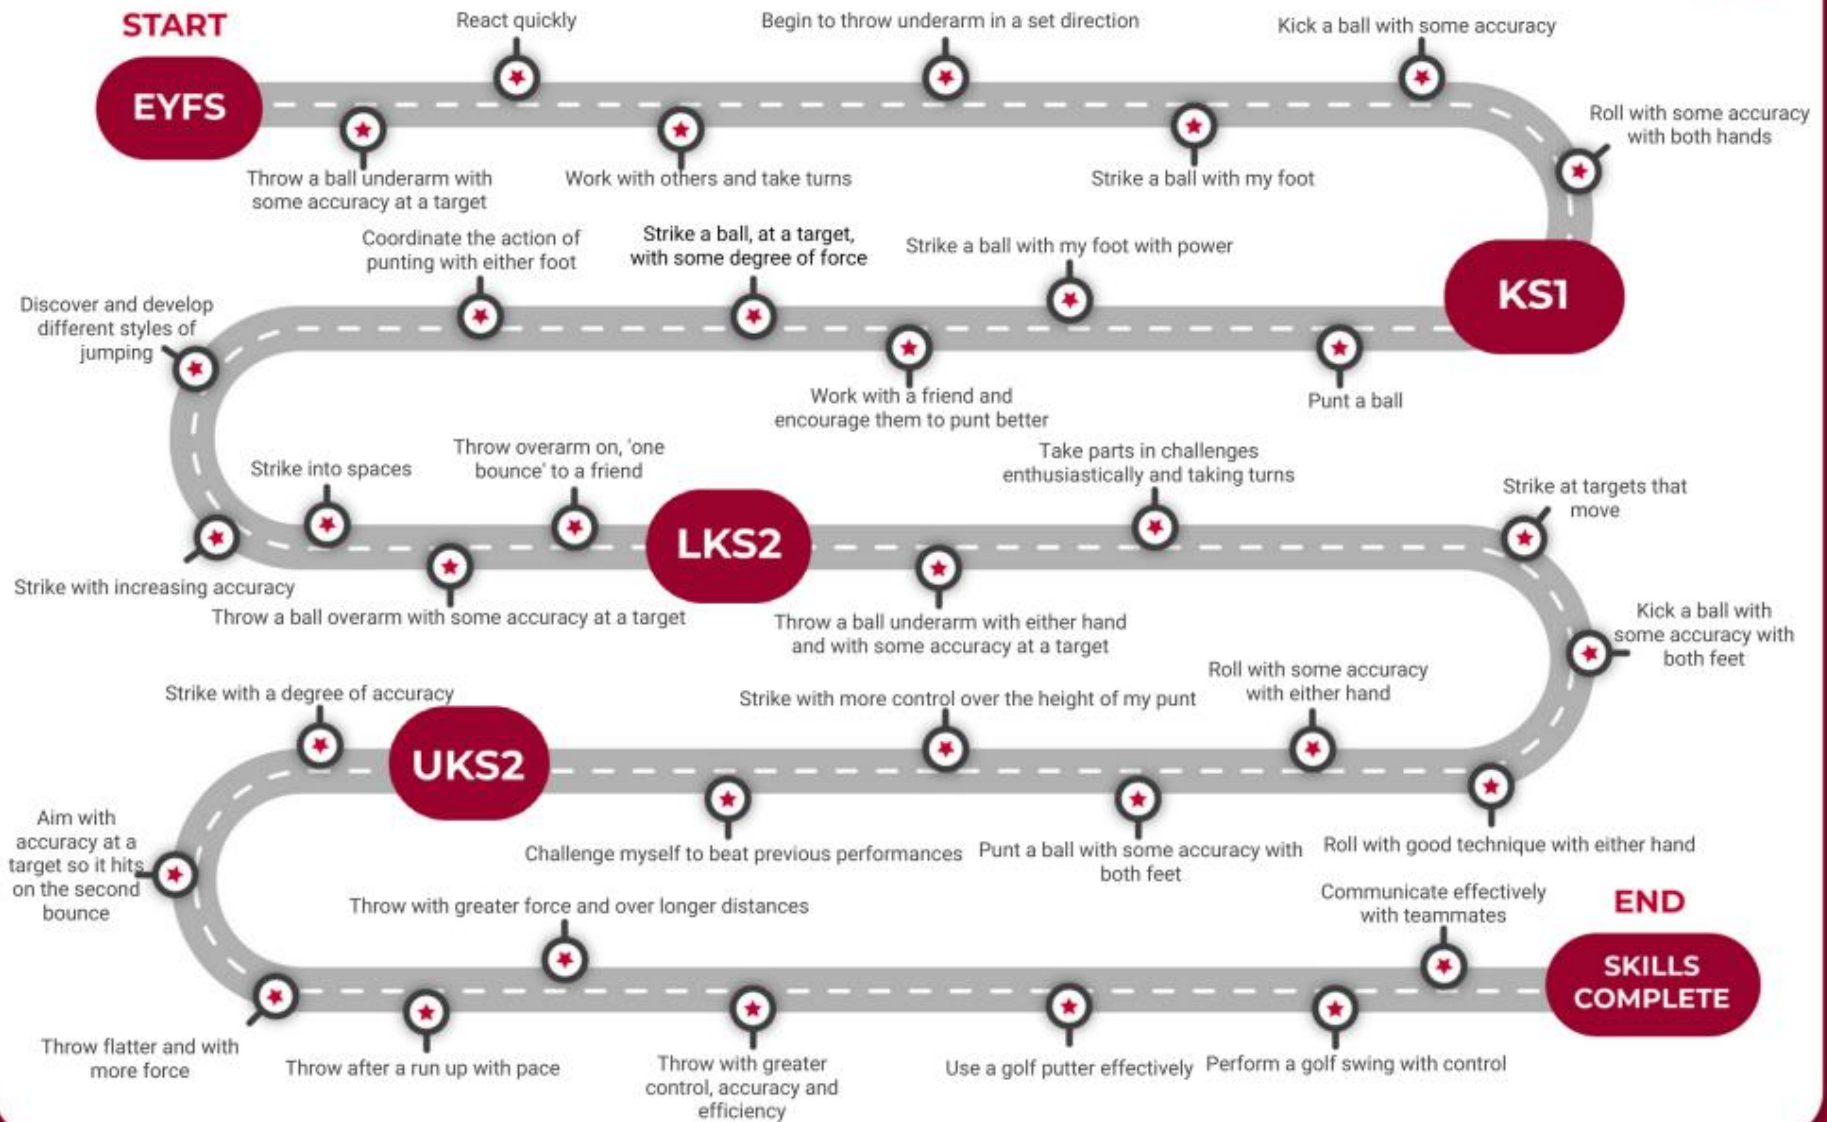 START
EYFS
React quickly
Begin to throw underarm in a set direction
Kick a ball with some accuracy
Roll with some accuracy
with both hands
Throw a ball underarm with
some accuracy at a target
Work with others and take turns
Strike a ball with my foot
KS1
Coordinate the action of
punting with either foot
Strike a ball, at a target,
with some degree of force
Strike a ball with my foot with power
Discover and develop
different styles of
jumping
Work with a friend and
encourage them to punt better
Punt a ball
Strike into spaces
Throw overarm on, 'one
bounce' to a friend
LKS2
Take parts in challenges
enthusiastically and taking turns
Strike at targets that
move
Strike with increasing accuracy
Throw a ball overarm with some accuracy at a target
Throw a ball underarm with either hand
and with some accuracy at a target
Kick a ball with
some accuracy with
both feet
Strike with a degree of accuracy
UKS2
Strike with more control over the height of my punt
Roll with some accuracy
with either hand
Challenge myself to beat previous performances
Punt a ball with some accuracy with
both feet
Roll with good technique with either hand
Aim with
accuracy at a
target so it hits
on the second
bounce
Throw with greater force and over longer distances
Communicate effectively
with teammates
END
SKILLS
COMPLETE
Throw flatter and with
more force
Throw after a run up with pace
Throw with greater
control, accuracy and
efficiency
Use a golf putter effectively
Perform a golf swing with control